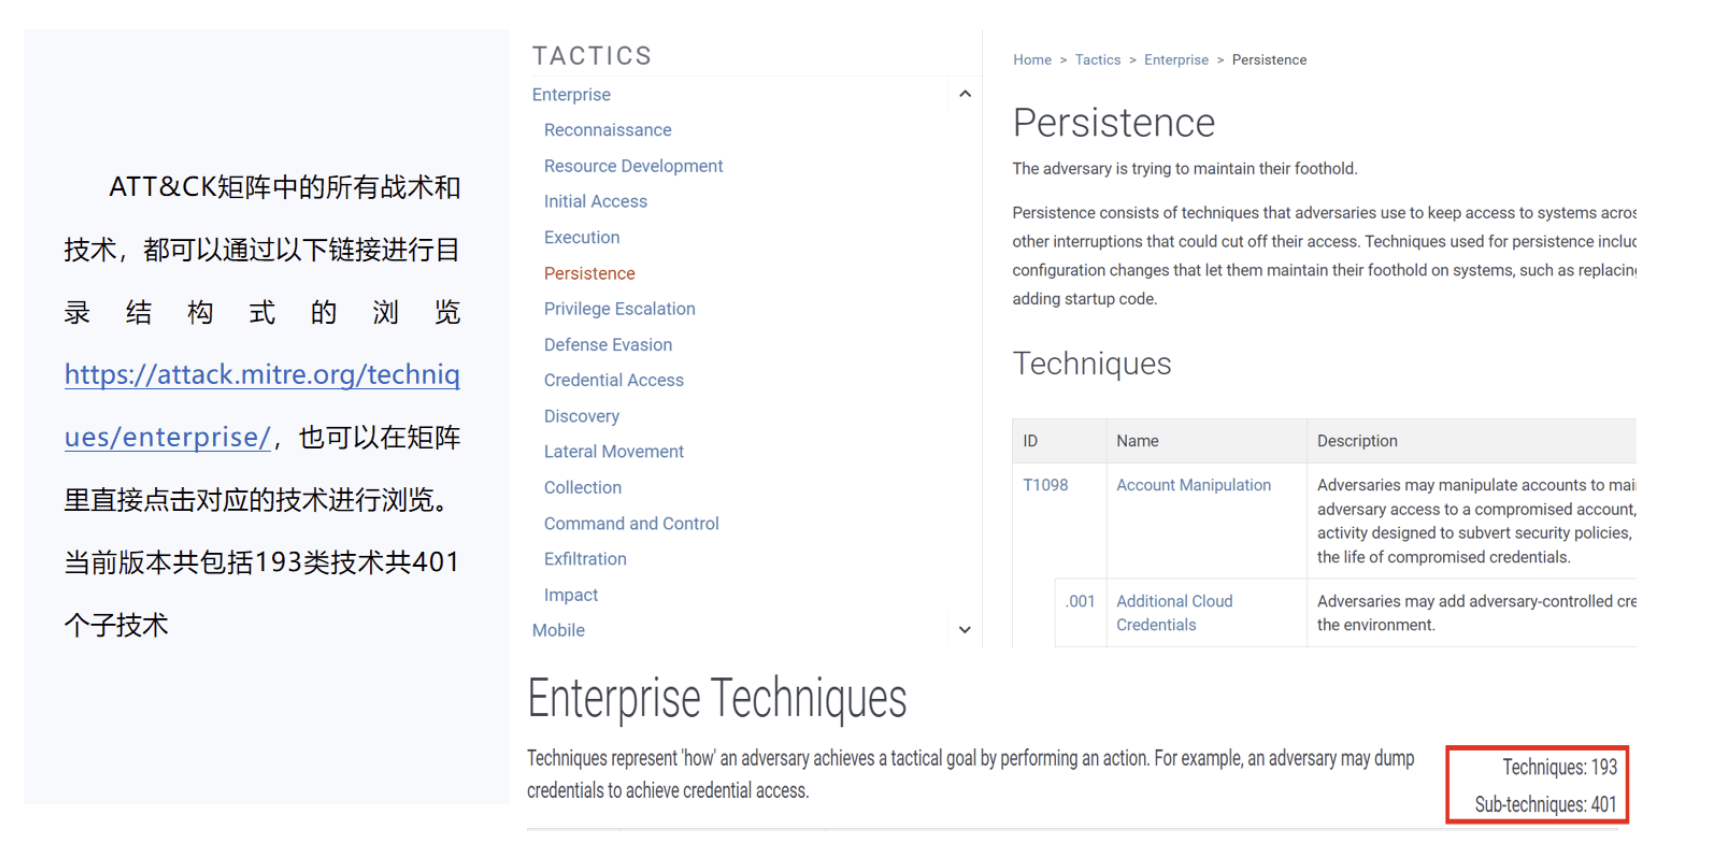 ATT&CK矩阵中的所有战术和
技术，都可以通过以下链接进行目
录结构式的浏览
https://attack.mitre.org/techniq
ues/enterprise/，也可以在矩阵
里直接点击对应的技术进行浏览。
当前版本共包括193类技术共401
个子技术
TACTICS
Enterprise
Reconnaissance
Resource Development
Initial Access
Execution
Persistence
Privilege Escalation
Defense Evasion
Credential Access
Discovery
Lateral Movement
Collection
Command and Control
Exfiltration
Impact
Mobile
Home > Tactics > Enterprise > Persistence
Persistence
The adversary is trying to maintain their foothold.
Persistence consists of techniques that adversaries use to keep access to systems
other interruptions that could cut off their access. Techniques used for persistence
configuration changes that let them maintain their foothold on systems, such as
adding startup code.
Techniques
ID Name Description
T1098 Account Manipulation Adversaries may manipulate accounts to
adversary access to a compromised account,
activity designed to subvert security policies,
the life of compromised credentials.
.001 Additional Cloud Adversaries may add adversary-controlled
Credentials the environment.
Enterprise Techniques
Techniques represent 'how' an adversary achieves a tactical goal by performing an action. For example, an adversary may dump
credentials to achieve credential access.
Techniques: 193
Sub-techniques: 401